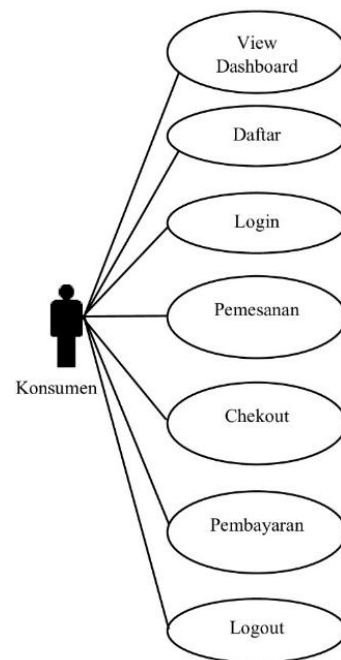 View
Dashboard
Daftar
Login
Pemesanan
Konsumen
Chekout
Pembayaran
Logout